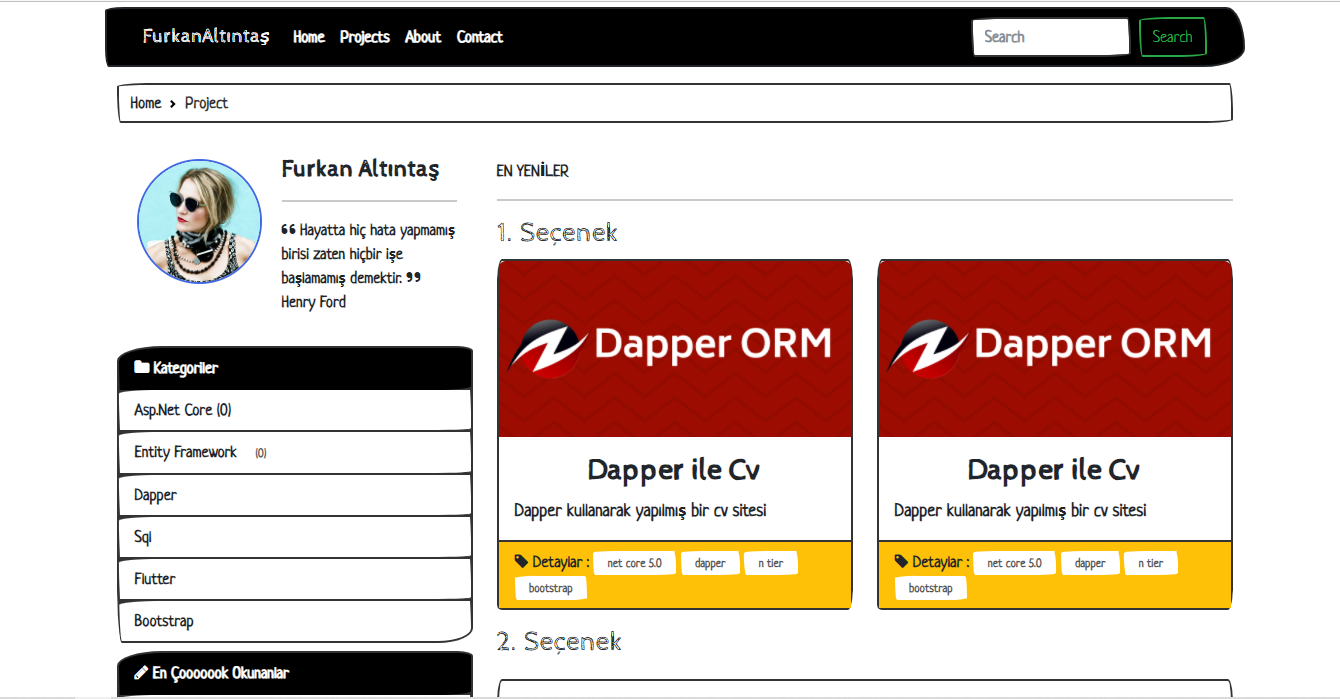 FurkanAltıntaş Home Projects About Contact Search Search
Home > Project
Furkan Altıntaş
❝ Hayatta hiç hata yapmamış
birisi zaten hiçbir işe
başlamamış demektir. ❞
Henry Ford
Kategoriler
Asp.Net Core (0)
Entity Framework (0)
Dapper
Sql
Flutter
Bootstrap
En Çooooook Okunanlar
EN YENİLER
1. Seçenek
Dapper ORM
Dapper ile Cv
Dapper kullanarak yapılmış bir cv sitesi
Detaylar : net core 5.0 dapper n tier
bootstrap
Dapper ORM
Dapper ile Cv
Dapper kullanarak yapılmış bir cv sitesi
Detaylar : net core 5.0 dapper n tier
bootstrap
2. Seçenek